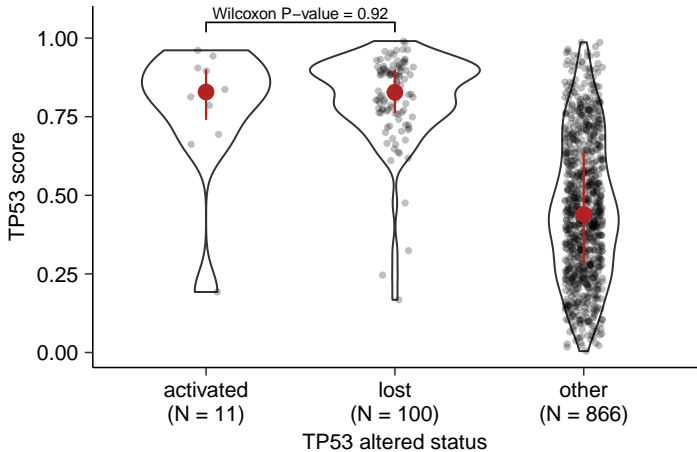 Wilcoxon P−value = 0.92
1.00
0.75
0.50
0.25
0.00
TP53 score
activated
(N = 11)
lost
(N = 100)
other
(N = 866)
TP53 altered status